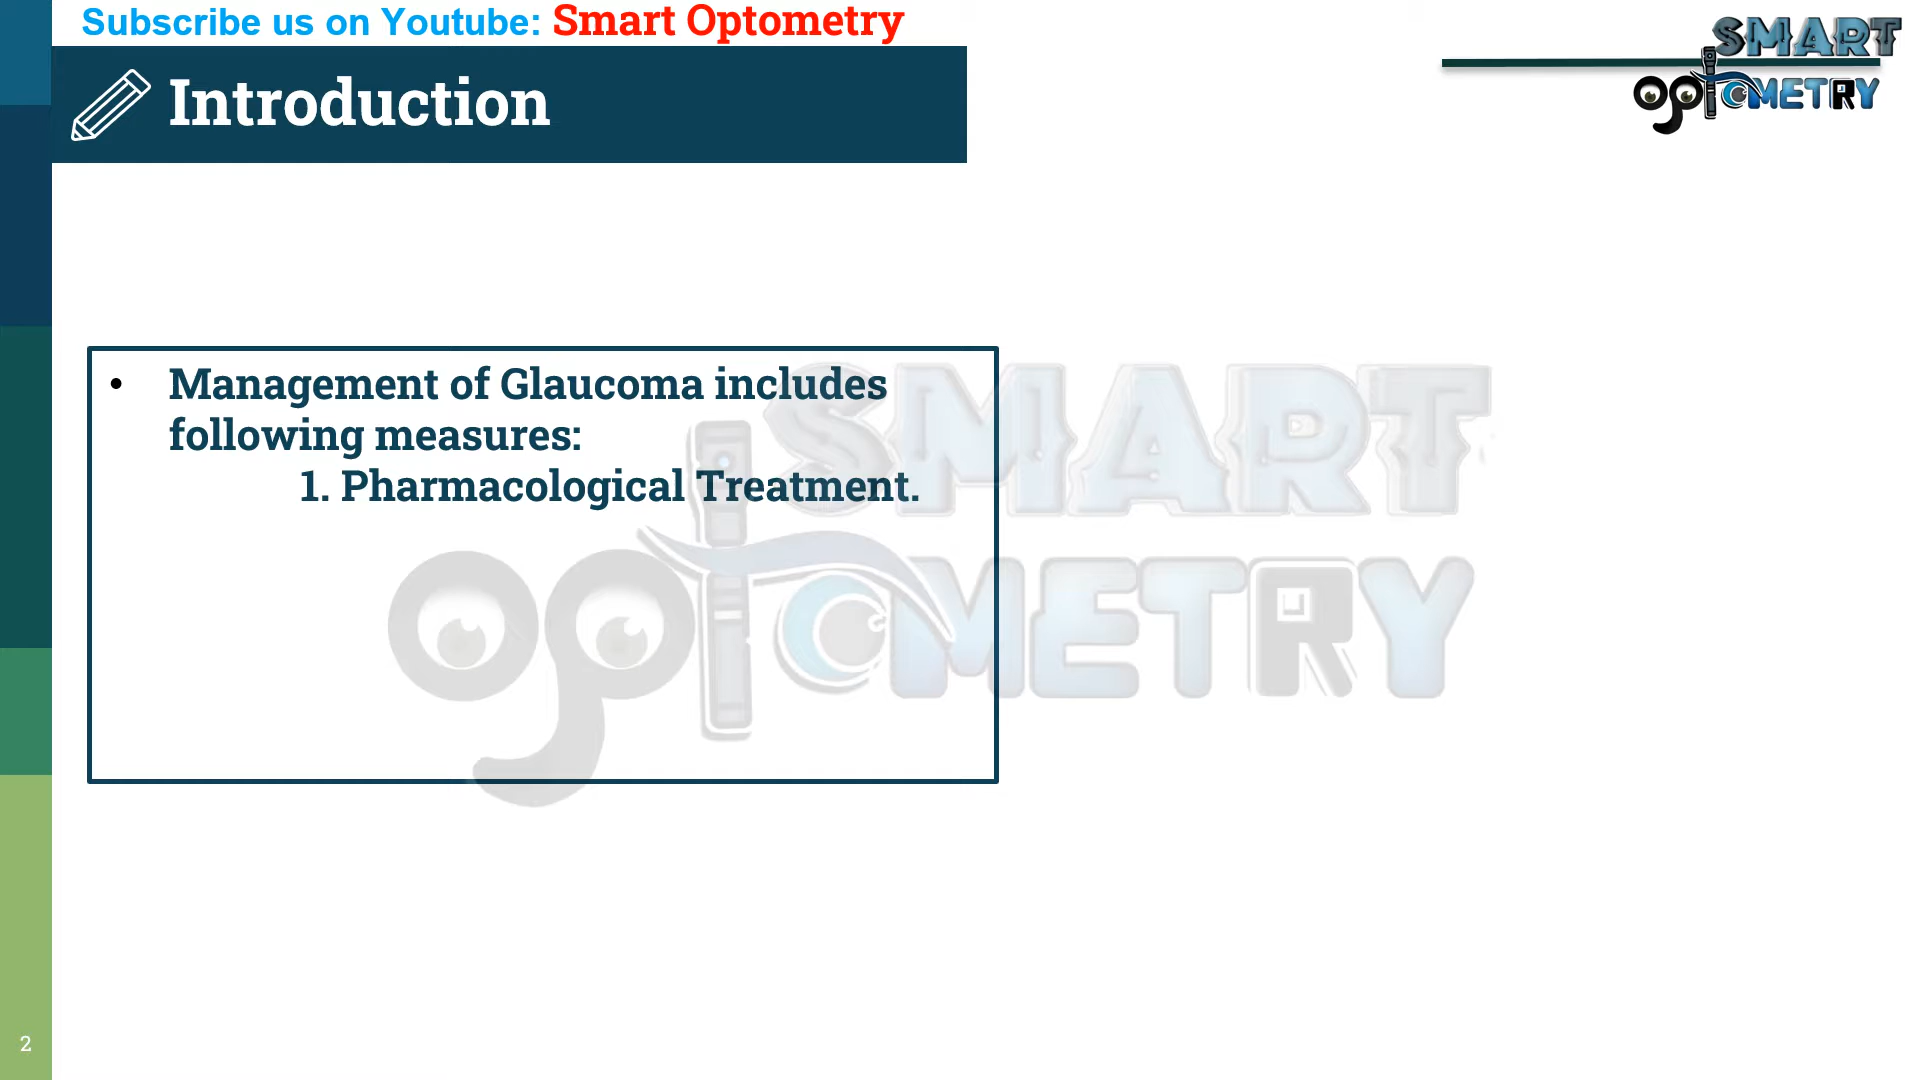 Subscribe us on Youtube: Smart Optometry
Introduction
SMART
OPTOMETRY
• Management of Glaucoma includes
following measures:
1. Pharmacological Treatment.
SMART
OPTOMETRY
2